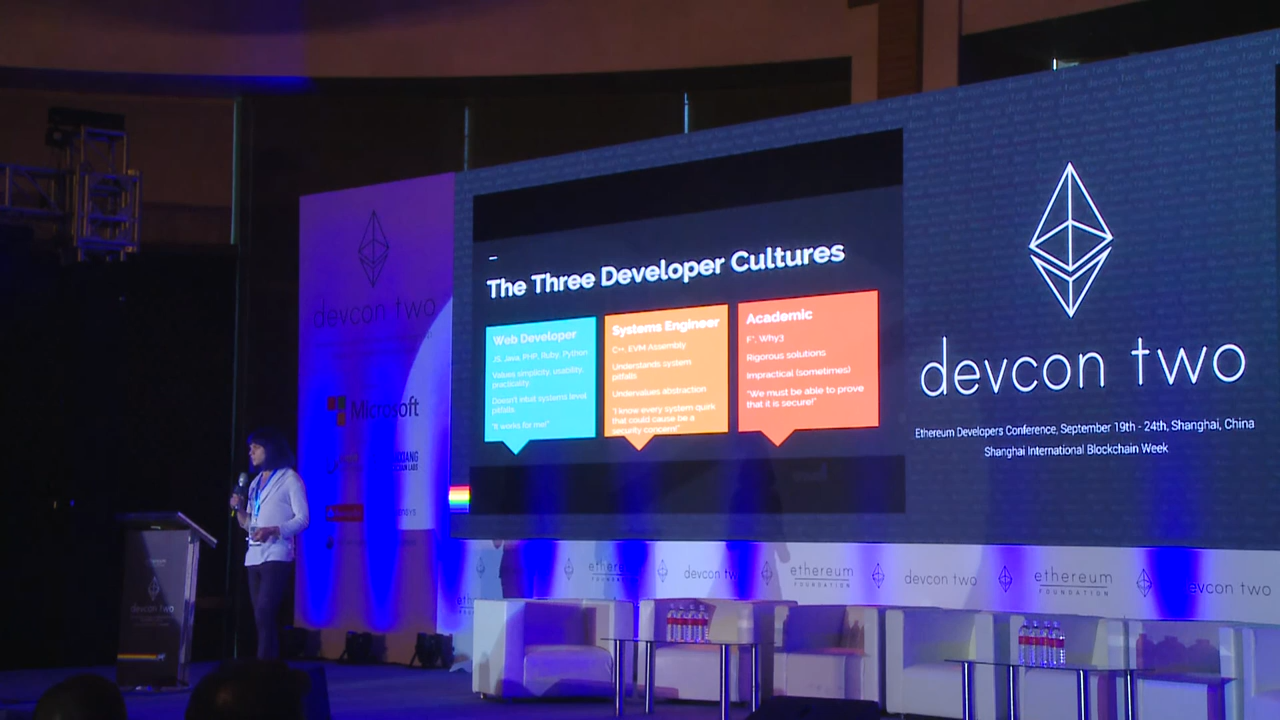 devcon two
Microsoft
The Three Developer Cultures
Web Developer
JS, Java, PHP, Ruby, Python
Values simplicity, usability,
practicality
Doesn't intuit systems level
pitfalls.
"It works for me!"
Systems Engineer
C++, EVM Assembly
Understands system
pitfalls
Undervalues abstraction
"I know every system quirk
that could cause be a
security concern!"
Academic
F*, Why3
Rigorous solutions
Impractical (sometimes)
"We must be able to prove
that it is secure!"
devcon two
Ethereum Developers Conference, September 19th - 24th, Shanghai, China
Shanghai International Blockchain Week
devcon
ethereum
FOUNDATION
devcon two
ethereum
FOUNDATION
devcon two
ethereum
devcon two